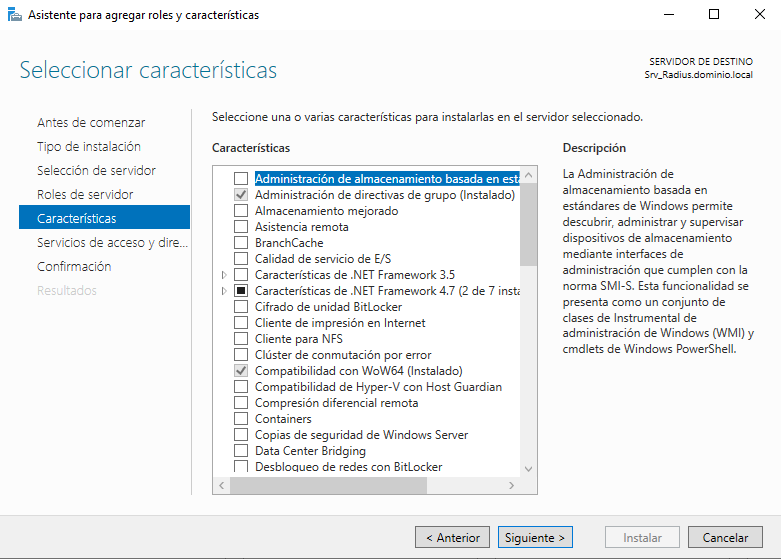 Asistente para agregar roles y características
Seleccionar características
SERVIDOR DE DESTINO
Srv_Radius.dominio.local
Antes de comenzar
Tipo de instalación
Selección de servidor
Roles de servidor
Características
Servicios de acceso y dire...
Confirmación
Resultados
Seleccione una o varias características para instalarlas en el servidor seleccionado.
Características
Administración de almacenamiento basada en está
Administración de directivas de grupo (Instalado)
Almacenamiento mejorado
Asistencia remota
BranchCache
Calidad de servicio de E/S
Características de .NET Framework 3.5
Características de .NET Framework 4.7 (2 de 7 insta
Cifrado de unidad BitLocker
Cliente de impresión en Internet
Cliente para NFS
Clúster de conmutación por error
Compatibilidad con WoW64 (Instalado)
Compatibilidad de Hyper-V con Host Guardian
Compresión diferencial remota
Containers
Copias de seguridad de Windows Server
Data Center Bridging
Desbloqueo de redes con BitLocker
Descripción
La Administración de
almacenamiento basada en
estándares de Windows permite
descubrir, administrar y supervisar
dispositivos de almacenamiento
mediante interfaces de
administración que cumplen con la
norma SMI-S. Esta funcionalidad se
presenta como un conjunto de
clases de Instrumental de
administración de Windows (WMI) y
cmdlets de Windows PowerShell.
< Anterior
Siguiente >
Instalar
Cancelar